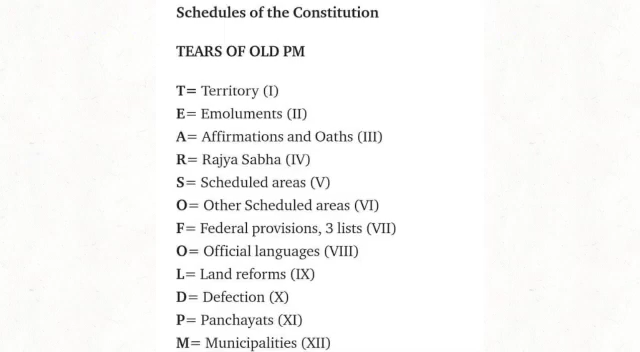 Schedules of the Constitution
TEARS OF OLD PM
T= Territory (I)
E= Emoluments (II)
A= Affirmations and Oaths (III)
R= Rajya Sabha (IV)
S= Scheduled areas (V)
O= Other Scheduled areas (VI)
F= Federal provisions, 3 lists (VII)
O= Official languages (VIII)
L= Land reforms (IX)
D= Defection (X)
P= Panchayats (XI)
M= Municipalities (XII)